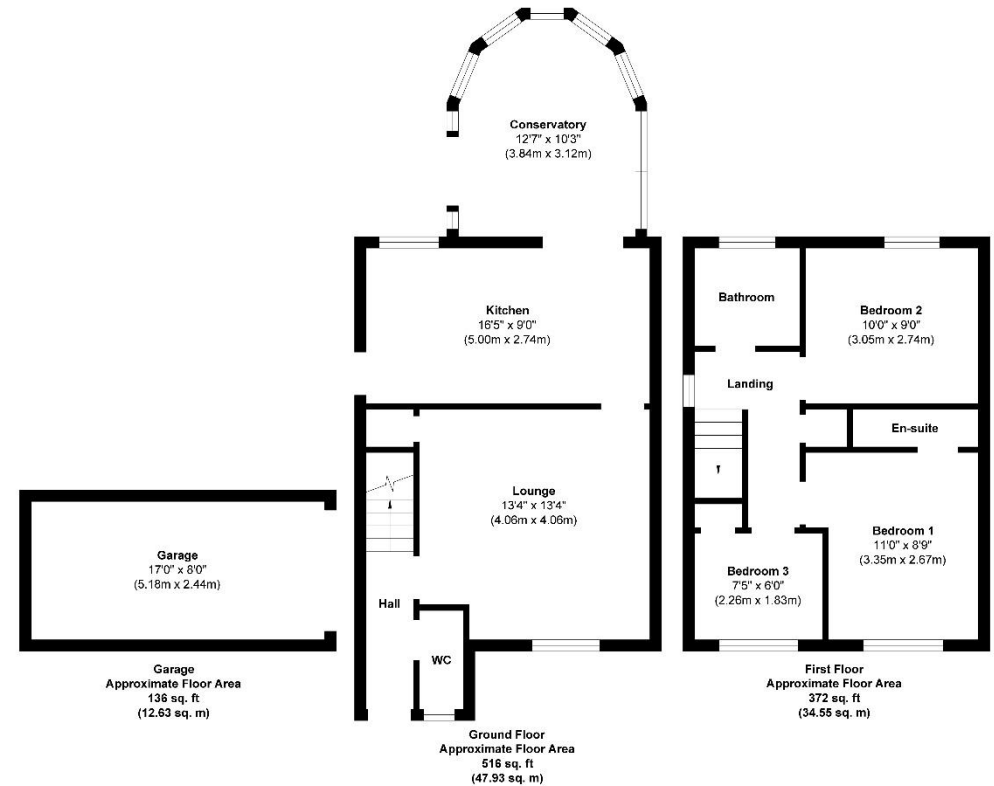 Conservatory
12'7" x 10'3"
(3.84m x 3.12m)
Kitchen
16'5" x 9'0"
(5.00m x 2.74m)
Bathroom
Bedroom 2
10'0" x 9'0"
(3.05m x 2.74m)
Landing
En-suite
Lounge
13'4" x 13'4"
(4.06m x 4.06m)
Bedroom 1
11'0" x 8'9"
(3.35m x 2.67m)
Garage
17'0" x 8'0"
(5.18m x 2.44m)
Bedroom 3
7'5" x 6'0"
(2.26m x 1.83m)
Hall
WC
Garage
Approximate Floor Area
136 sq. ft
(12.63 sq. m)
First Floor
Approximate Floor Area
372 sq. ft
(34.55 sq. m)
Ground Floor
Approximate Floor Area
516 sq. ft
(47.93 sq. m)